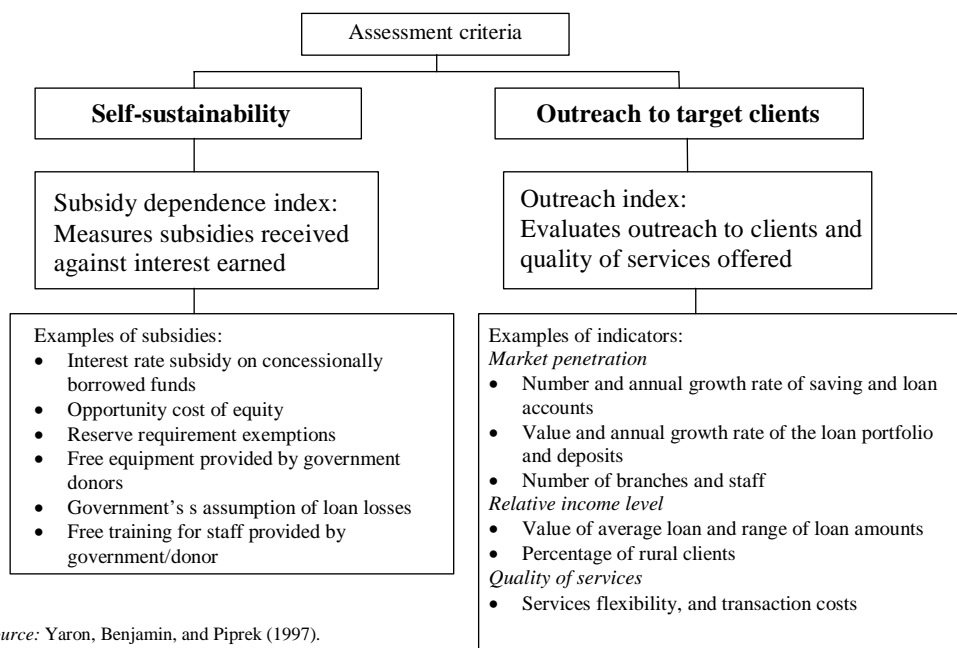 Assessment criteria
Self-sustainability
Outreach to target clients
Subsidy dependence index:
Measures subsidies received
against interest earned
Outreach index:
Evaluates outreach to clients and
quality of services offered
Examples of subsidies:
• Interest rate subsidy on concessionally
borrowed funds
• Opportunity cost of equity
• Reserve requirement exemptions
• Free equipment provided by government
donors
• Government’s s assumption of loan losses
• Free training for staff provided by
government/donor
Examples of indicators:
Market penetration
• Number and annual growth rate of saving and loan
accounts
• Value and annual growth rate of the loan portfolio
and deposits
• Number of branches and staff
Relative income level
• Value of average loan and range of loan amounts
• Percentage of rural clients
Quality of services
• Services flexibility, and transaction costs
urce: Yaron, Benjamin, and Piprek (1997).